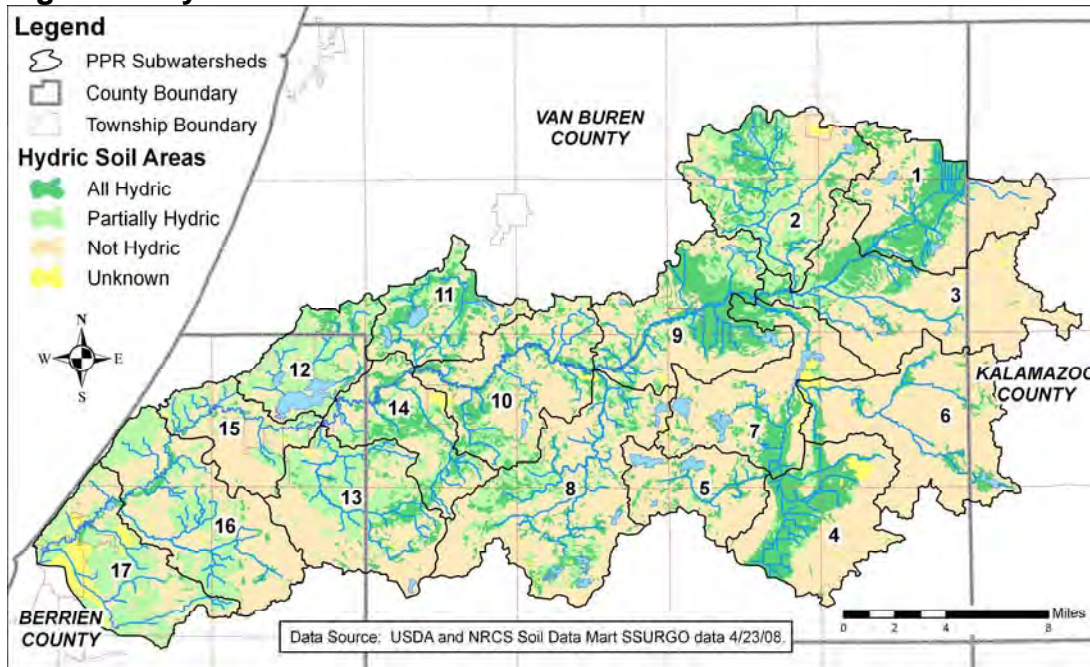 Legend
PPR Subwatersheds
County Boundary
Township Boundary
Hydric Soil Areas
All Hydric
Partially Hydric
Not Hydric
Unknown
N
W E
S
VAN BUREN
COUNTY
1
2
3
KALAMAZOO
COUNTY
11
9
12
14
10
15
7
6
13
8
5
4
16
17
BERRIEN
COUNTY
Data Source: USDA and NRCS Soil Data Mart SSURGO data 4/23/08.
Miles
0 2 4 8